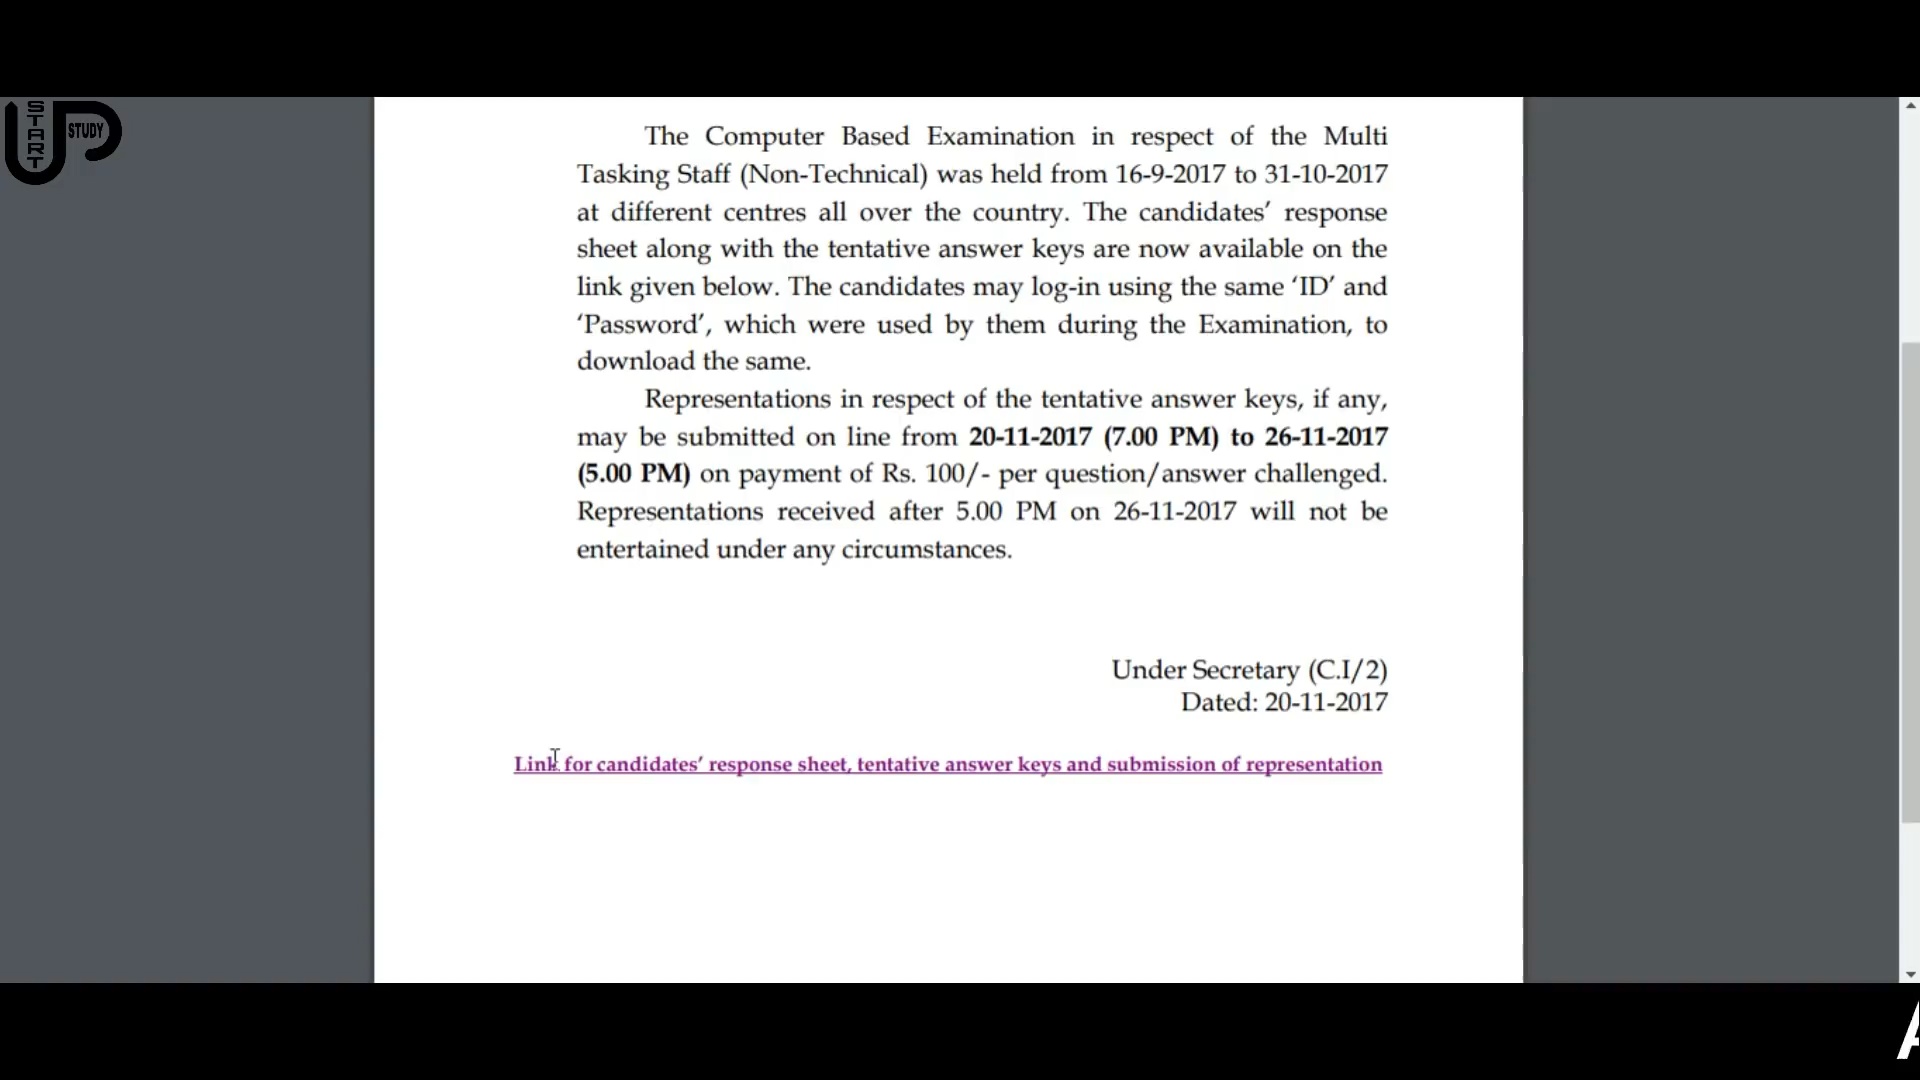 START
UP
STUDY
The Computer Based Examination in respect of the Multi
Tasking Staff (Non-Technical) was held from 16-9-2017 to 31-10-2017
at different centres all over the country. The candidates’ response
sheet along with the tentative answer keys are now available on the
link given below. The candidates may log-in using the same ‘ID’ and
‘Password’, which were used by them during the Examination, to
download the same.
Representations in respect of the tentative answer keys, if any,
may be submitted on line from 20-11-2017 (7.00 PM) to 26-11-2017
(5.00 PM) on payment of Rs. 100/- per question/answer challenged.
Representations received after 5.00 PM on 26-11-2017 will not be
entertained under any circumstances.
Under Secretary (C.I/2)
Dated: 20-11-2017
Link for candidates’ response sheet, tentative answer keys and submission of representation